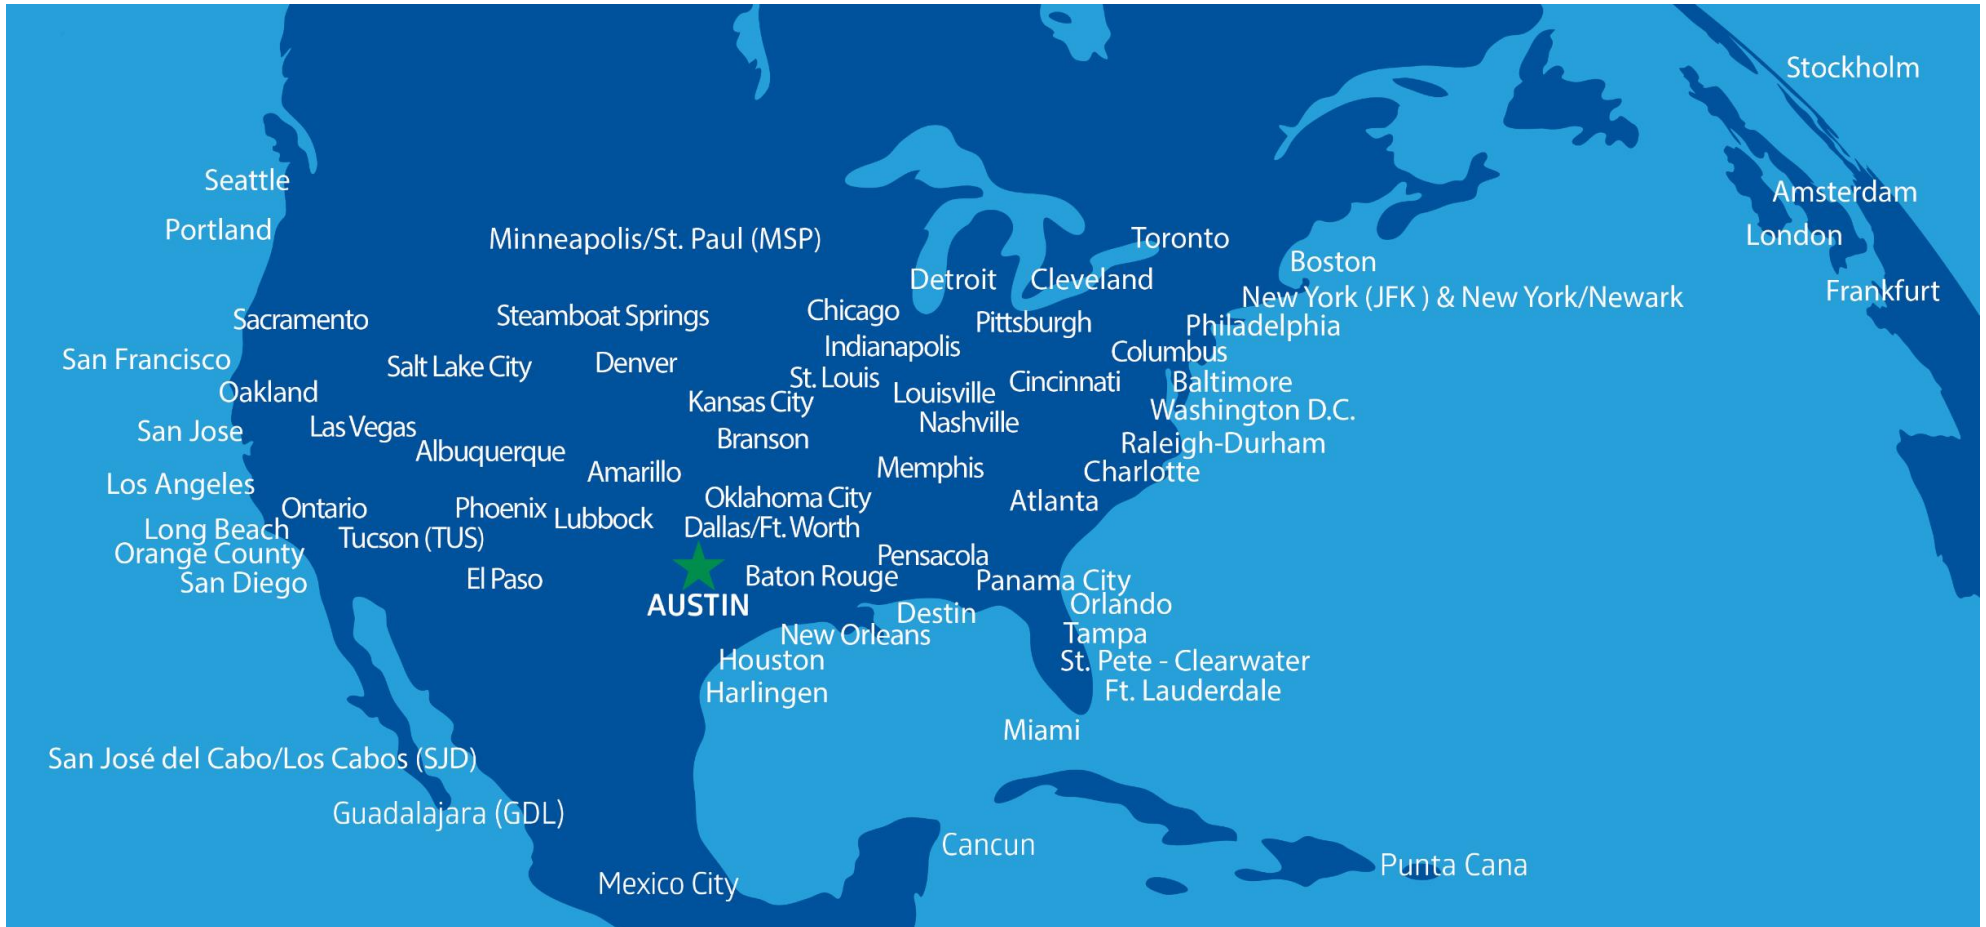 Stockholm
Seattle
Amsterdam
Portland
Minneapolis/St. Paul (MSP)
Toronto
London
Boston
Detroit
Cleveland
Frankfurt
New York (JFK ) & New York/Newark
Sacramento
Steamboat Springs
Chicago
Pittsburgh
Philadelphia
San Francisco
Salt Lake City
Denver
Indianapolis
Columbus
Oakland
St. Louis
Louisville
Cincinnati
Baltimore
Kansas City
Washington D.C.
San Jose
Las Vegas
Nashville
Albuquerque
Branson
Raleigh-Durham
Amarillo
Memphis
Charlotte
Los Angeles
Ontario
Phoenix
Lubbock
Oklahoma City
Atlanta
Long Beach
Tucson (TUS)
Dallas/Ft. Worth
Orange County
Pensacola
San Diego
El Paso
Baton Rouge
Panama City
AUSTIN
Destin
Orlando
New Orleans
Tampa
Houston
St. Pete - Clearwater
Harlingen
Ft. Lauderdale
Miami
San José del Cabo/Los Cabos (SJD)
Guadalajara (GDL)
Cancun
Punta Cana
Mexico City